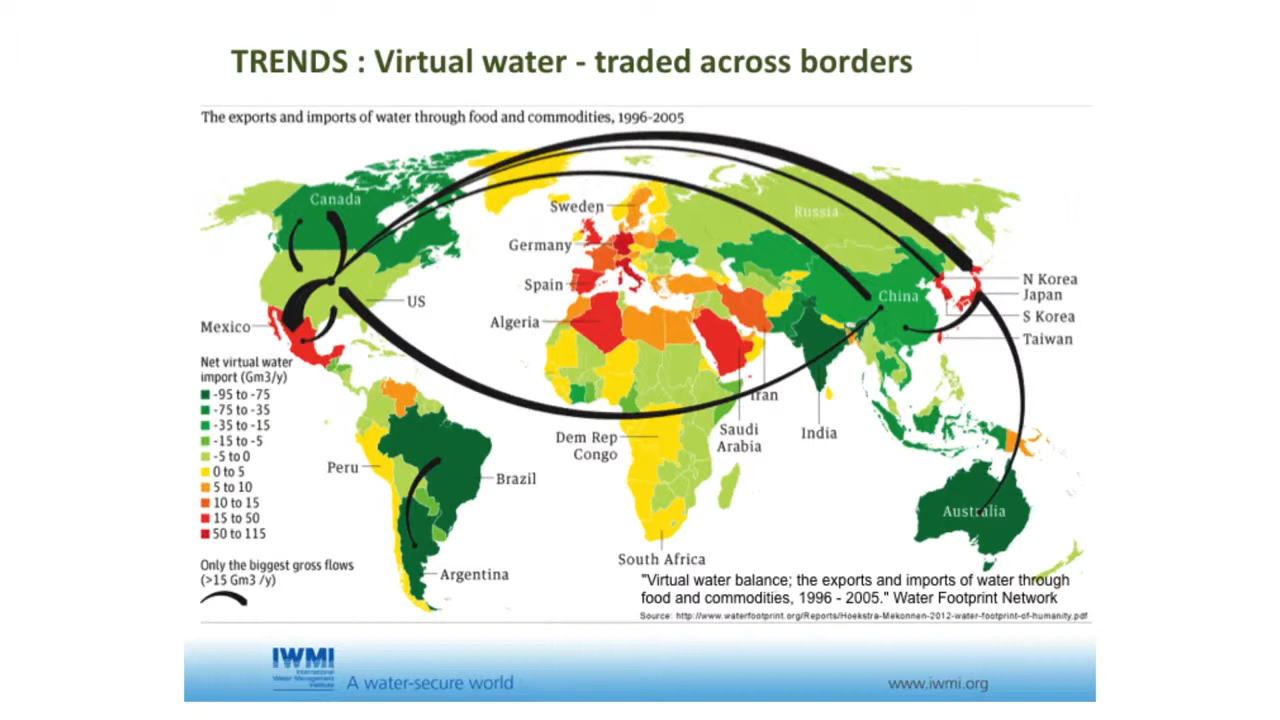 TRENDS : Virtual water - traded across borders
The exports and imports of water through food and commodities, 1996-2005
Canada
Sweden
Russia
Germany
Spain
US
China
N Korea
Japan
S Korea
Taiwan
Algeria
Mexico
Net virtual water
import (Gm3/y)
-95 to -75
-75 to -35
-35 to -15
-15 to -5
-5 to 0
0 to 5
5 to 10
10 to 15
15 to 50
50 to 115
Iran
Saudi
Arabia
India
Dem Rep
Congo
Peru
Brazil
Australia
South Africa
Argentina
Only the biggest gross flows
(>15 Gm3 /y)
"Virtual water balance; the exports and imports of water through
food and commodities, 1996 - 2005." Water Footprint Network
Source: http://www.waterfootprint.org/Reports/Hoekstra-Mekonnen-2012-water-footprint-of-humanity.pdf
IWMI
International
Water Management
Institute
A water-secure world
www.iwmi.org